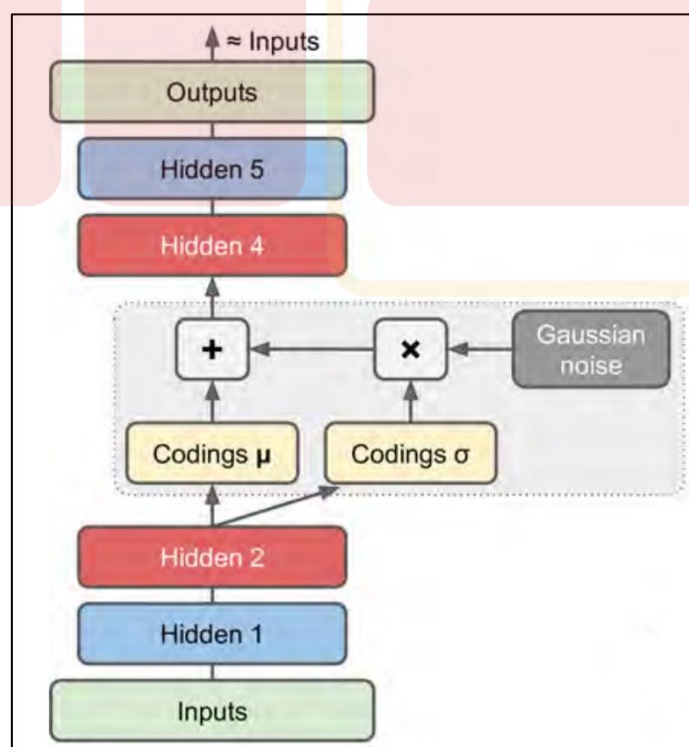 ≈ Inputs
Outputs
Hidden 5
Hidden 4
+
×
Gaussian
noise
Codings μ
Codings σ
Hidden 2
Hidden 1
Inputs